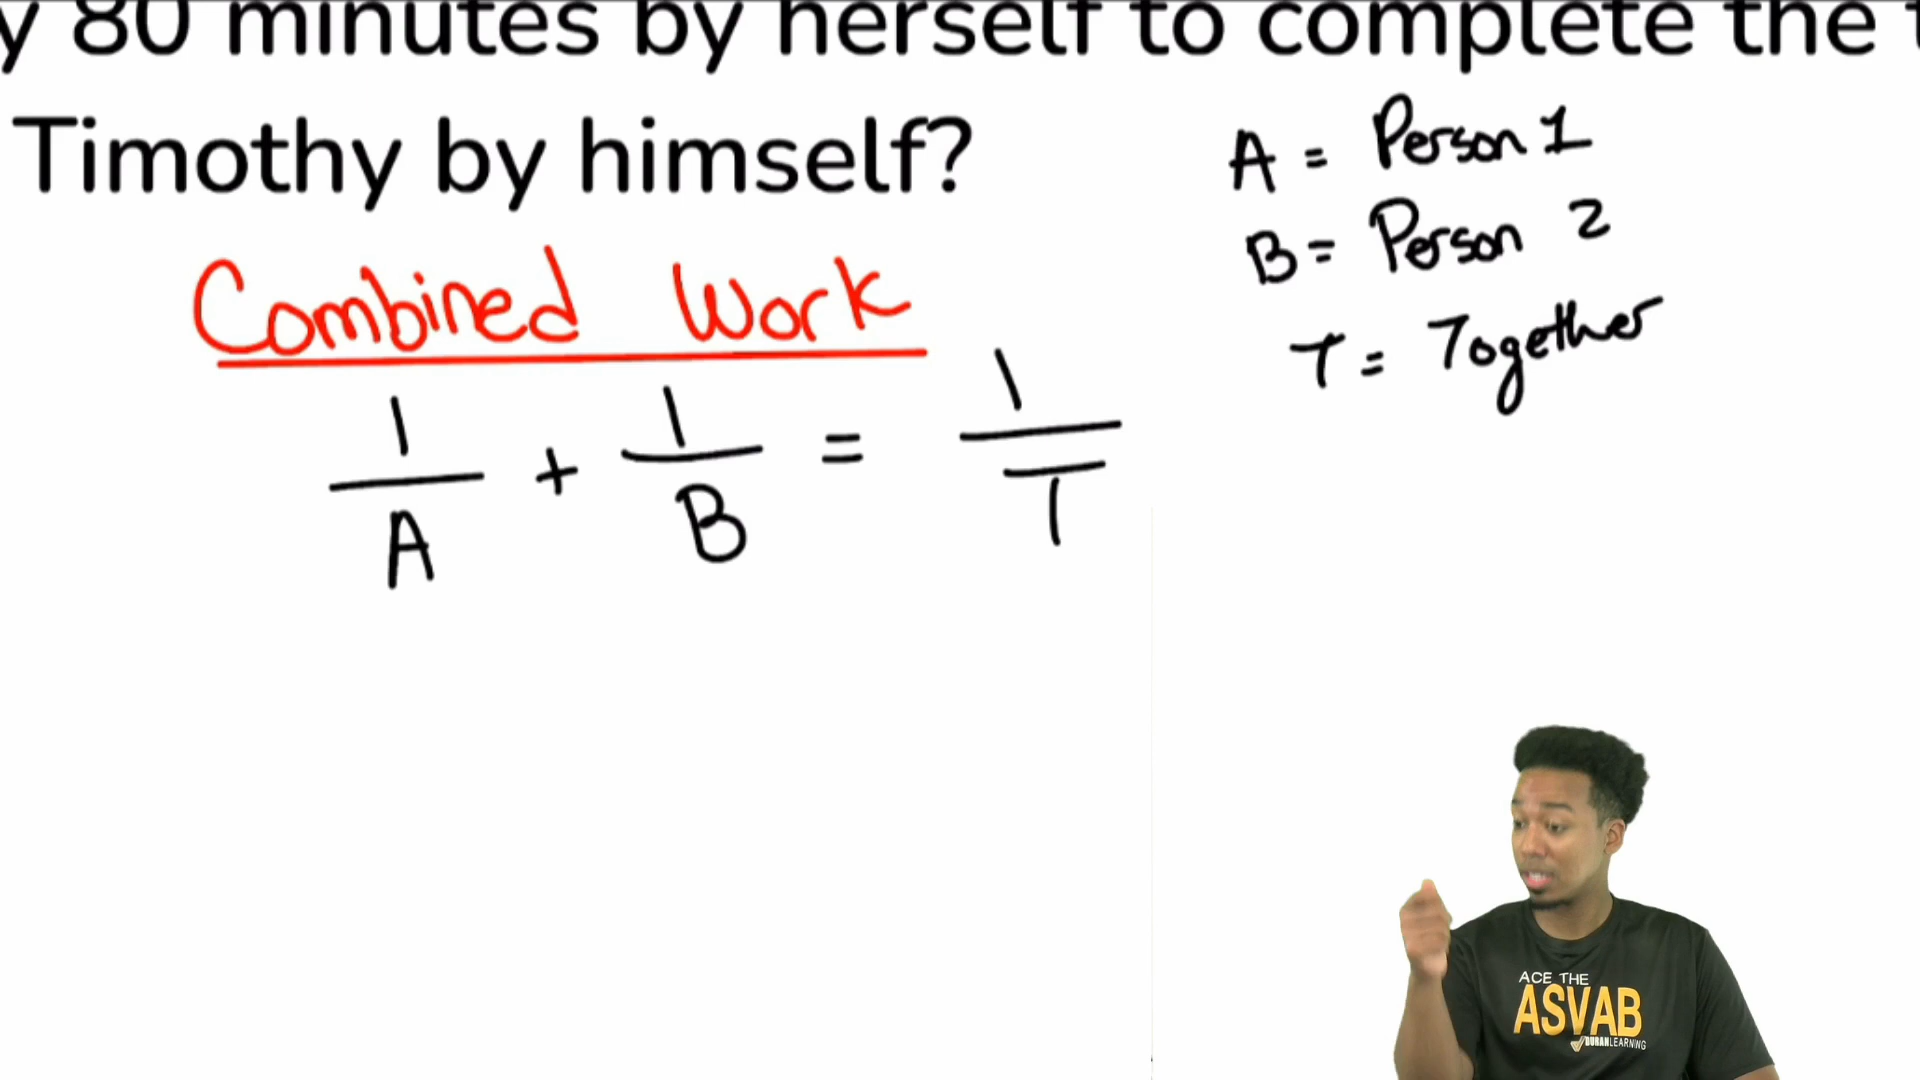 y 80 minutes by herself to complete the t
Timothy by himself?
A = Person 1
B = Person 2
T = Together
Combined Work
1/A + 1/B = 1/T
ACE THE
ASVAB
DURANLEARNING